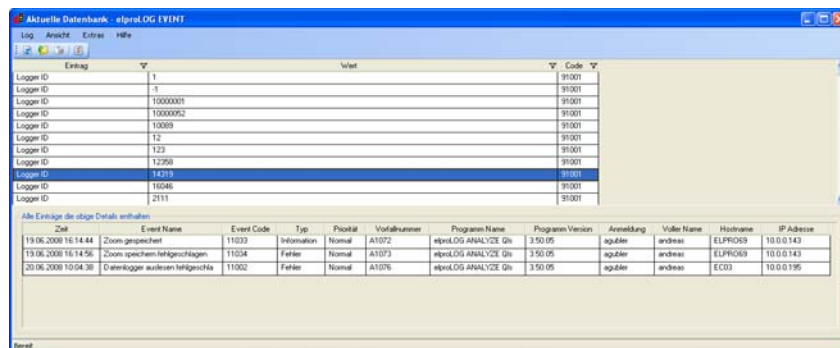 Aktuelle Datenbank - elproLOG EVENT
Log Ansicht Extras Hilfe
Eintrag Wert Code
Logger ID 1 91001
Logger ID -1 91001
Logger ID 10000001 91001
Logger ID 10000052 91001
Logger ID 10089 91001
Logger ID 12 91001
Logger ID 123 91001
Logger ID 12358 91001
Logger ID 14319 91001
Logger ID 16046 91001
Logger ID 2111 91001
Alle Einträge die obige Details enthalten
Zeit Event Name Event Code Typ Priorität Vorfallnummer Programm Name Programm Version Anmeldung Voller Name Hostname IP Adresse
19.06.2008 16:14:44 Zoom gespeichert 11033 Information Normal A1072 elproLOG ANALYZE Qls 3.50.05 agubler andreas ELPRO69 10.0.0.143
19.06.2008 16:14:56 Zoom speichern fehlgeschlagen 11034 Fehler Normal A1073 elproLOG ANALYZE Qls 3.50.05 agubler andreas ELPRO69 10.0.0.143
20.06.2008 10:04:38 Datenlogger auslesen fehlgeschla 11002 Fehler Normal A1076 elproLOG ANALYZE Qls 3.50.05 agubler andreas EC03 10.0.0.195
Bereit